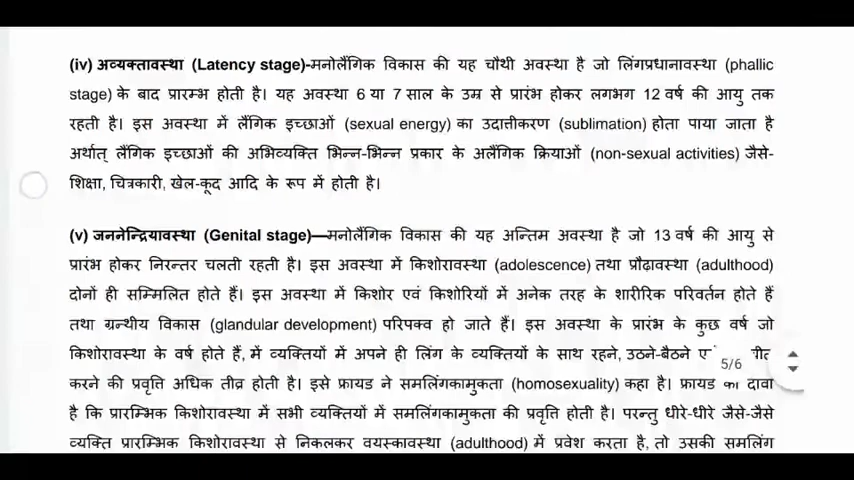 (iv) अव्यक्तावस्था (Latency stage)-मनोलैंगिक विकास की यह चौथी अवस्था है जो लिंगप्रधानावस्था (phallic
stage) के बाद प्रारम्भ होती है। यह अवस्था 6 या 7 साल के उम्र से प्रारंभ होकर लगभग 12 वर्ष की आयु तक
रहती है। इस अवस्था में लैंगिक इच्छाओं (sexual energy) का उदात्तीकरण (sublimation) होता पाया जाता है
अर्थात् लैंगिक इच्छाओं की अभिव्यक्ति भिन्न-भिन्न प्रकार के अलैंगिक क्रियाओं (non-sexual activities) जैसे-
शिक्षा, चित्रकारी, खेल-कूद आदि के रूप में होती है।
(v) जननेन्द्रियावस्था (Genital stage)—मनोलैंगिक विकास की यह अन्तिम अवस्था है जो 13 वर्ष की आयु से
प्रारंभ होकर निरन्तर चलती रहती है। इस अवस्था में किशोरावस्था (adolescence) तथा प्रौढ़ावस्था (adulthood)
दोनों ही सम्मिलित होते हैं। इस अवस्था में किशोर एवं किशोरियों में अनेक तरह के शारीरिक परिवर्तन होते हैं
तथा ग्रन्थीय विकास (glandular development) परिपक्व हो जाते हैं। इस अवस्था के प्रारंभ के कुछ वर्ष जो
किशोरावस्था के वर्ष होते हैं, में व्यक्तियों में अपने ही लिंग के व्यक्तियों के साथ रहने, उठने-बैठने
5/6
करने की प्रवृति अधिक तीव्र होती है। इसे फ्रायड ने समलिंगकामुकता (homosexuality) कहा है। फ्रायड का दावा
है कि प्रारम्भिक किशोरावस्था में सभी व्यक्तियों में समलिंगकामुकता की प्रवृति होती है। परन्तु धीरे-धीरे जैसे-जैसे
व्यक्ति प्रारम्भिक किशोरावस्था से निकलकर वयस्कावस्था (adulthood) में प्रवेश करता है, तो उसकी समलिंग